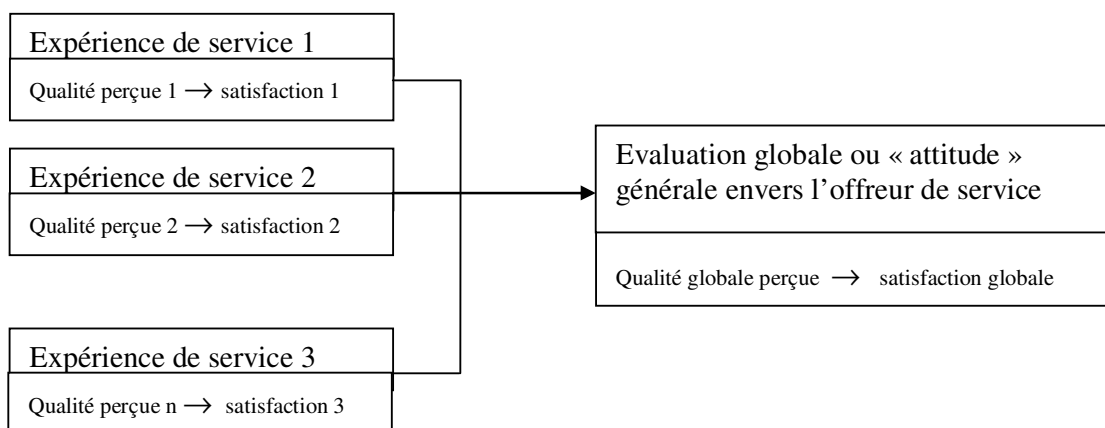 Expérience de service 1
Qualité perçue 1 → satisfaction 1
Expérience de service 2
Qualité perçue 2 → satisfaction 2
Expérience de service 3
Qualité perçue n → satisfaction 3
Evaluation globale ou « attitude »
générale envers l’offreur de service
Qualité globale perçue → satisfaction globale